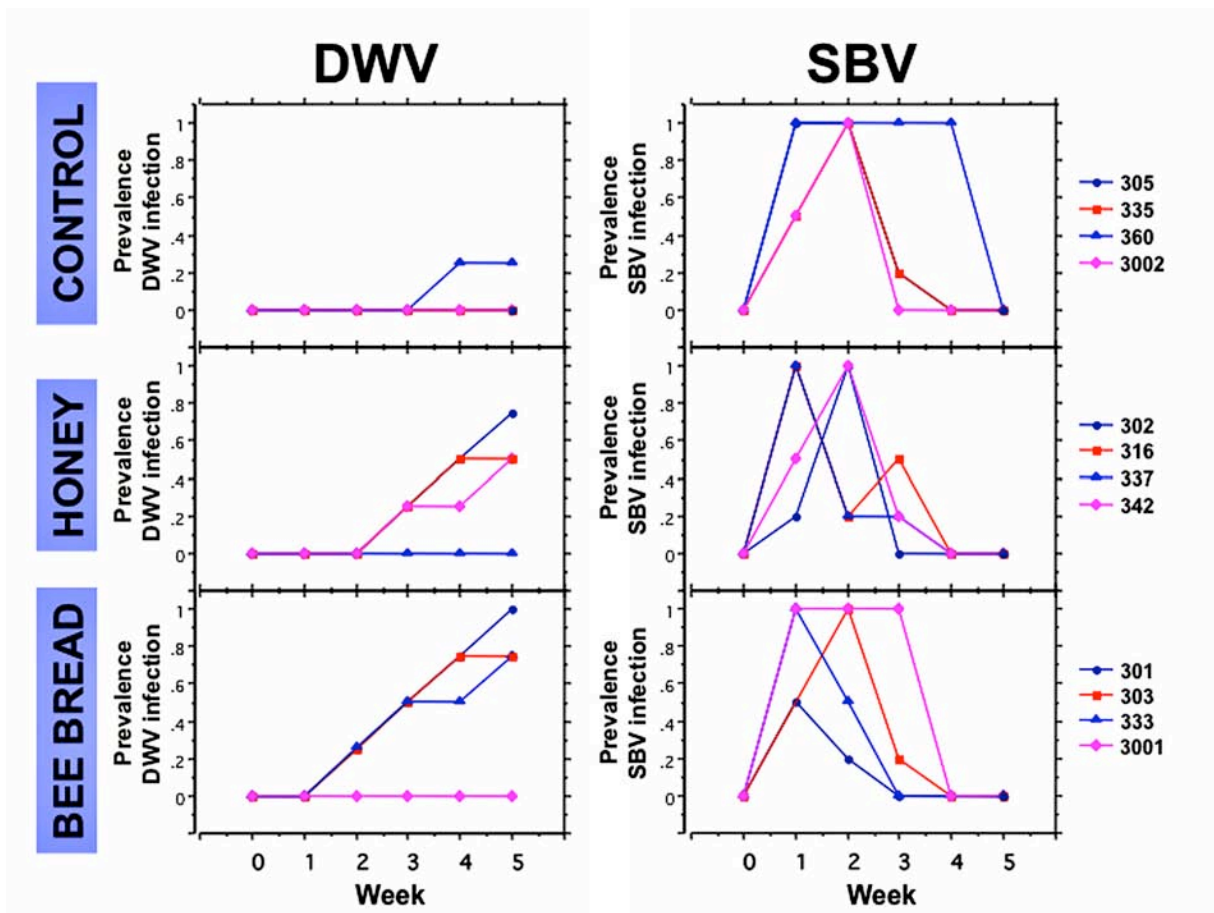 DWV
SBV
CONTROL
Prevalence
DWV infection
1
.8
.6
.4
.2
0
Prevalence
SBV infection
1
.8
.6
.4
.2
0
305
335
360
3002
HONEY
Prevalence
DWV infection
1
.8
.6
.4
.2
0
Prevalence
SBV infection
1
.8
.6
.4
.2
0
302
316
337
342
BEE BREAD
Prevalence
DWV infection
1
.8
.6
.4
.2
0
Prevalence
SBV infection
1
.8
.6
.4
.2
0
301
303
333
3001
0 1 2 3 4 5
Week
0 1 2 3 4 5
Week